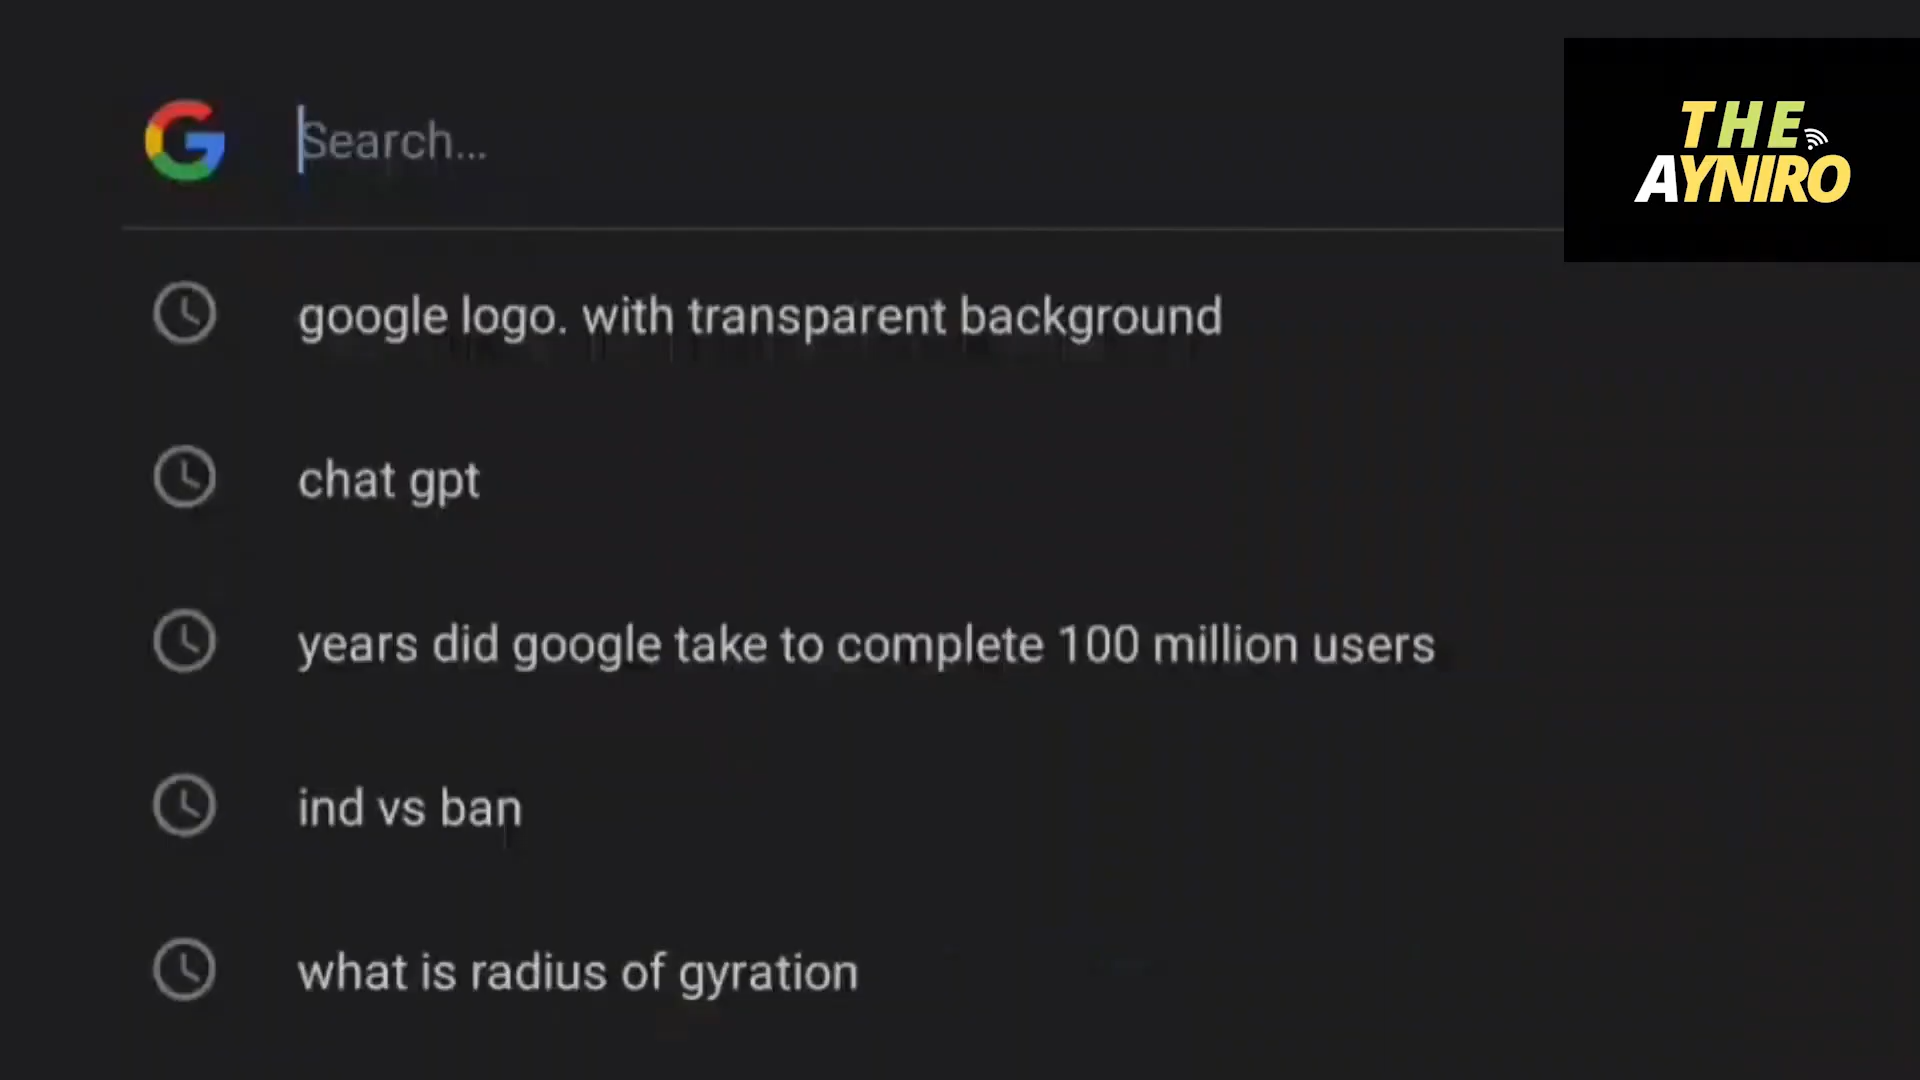 Search...
THE
AYNIRO
google logo. with transparent background
chat gpt
years did google take to complete 100 million users
ind vs ban
what is radius of gyration